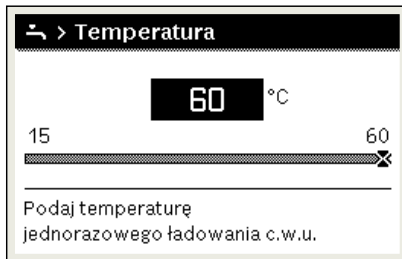 > Temperatura
60 °C
15 60
Podaj temperaturę
jednorazowego ładowania c.w.u.